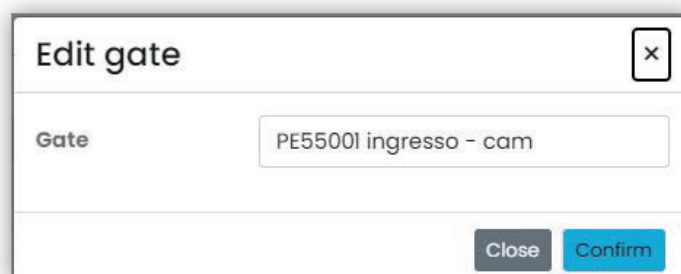 Edit gate ×
Gate PE55001 ingresso - cam
Close Confirm